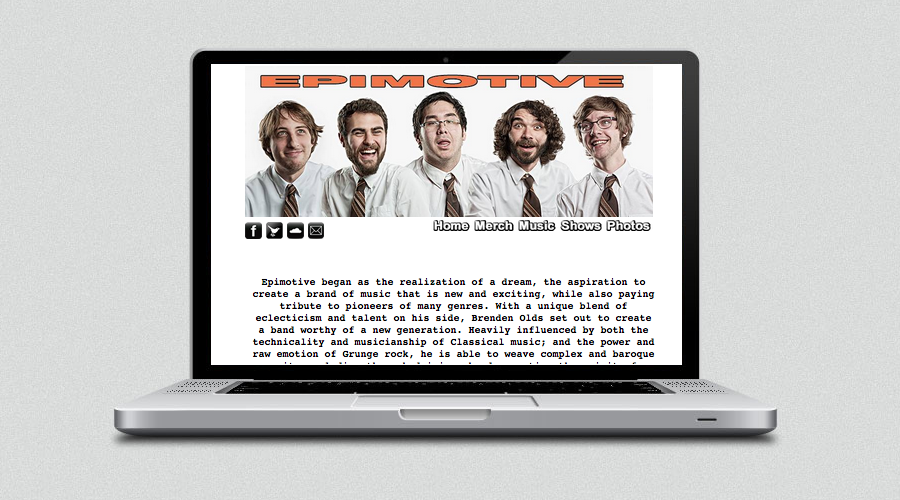 EPIMOTIVE
f
Home Merch Music Shows Photos
Epimotive began as the realization of a dream, the aspiration to
create a brand of music that is new and exciting, while also paying
tribute to pioneers of many genres. With a unique blend of
eclecticism and talent on his side, Brenden Olds set out to create
a band worthy of a new generation. Heavily influenced by both the
technicality and musicianship of Classical music; and the power and
raw emotion of Grunge rock, he is able to weave complex and baroque